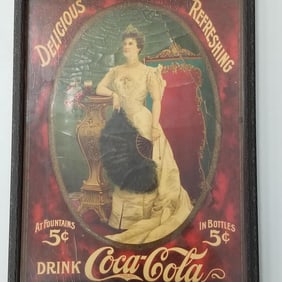 DELICIOUS REFRESHING
AT FOUNTAINS IN BOTTLES
5¢ 5¢
DRINK Coca-Cola